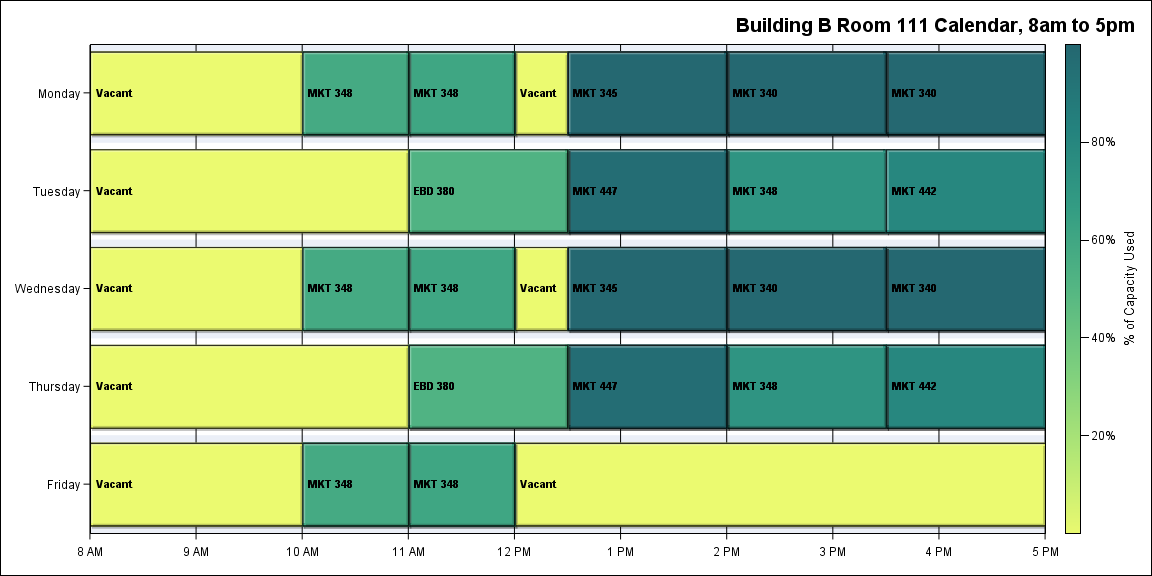 Building B Room 111 Calendar, 8am to 5pm
Monday
Vacant
MKT 348
MKT 348
Vacant
MKT 345
MKT 340
MKT 340
Tuesday
Vacant
EBD 380
MKT 447
MKT 348
MKT 442
Wednesday
Vacant
MKT 348
MKT 348
Vacant
MKT 345
MKT 340
MKT 340
Thursday
Vacant
EBD 380
MKT 447
MKT 348
MKT 442
Friday
Vacant
MKT 348
MKT 348
Vacant
8 AM
9 AM
10 AM
11 AM
12 PM
1 PM
2 PM
3 PM
4 PM
5 PM
80%
60%
40%
20%
% of Capacity Used